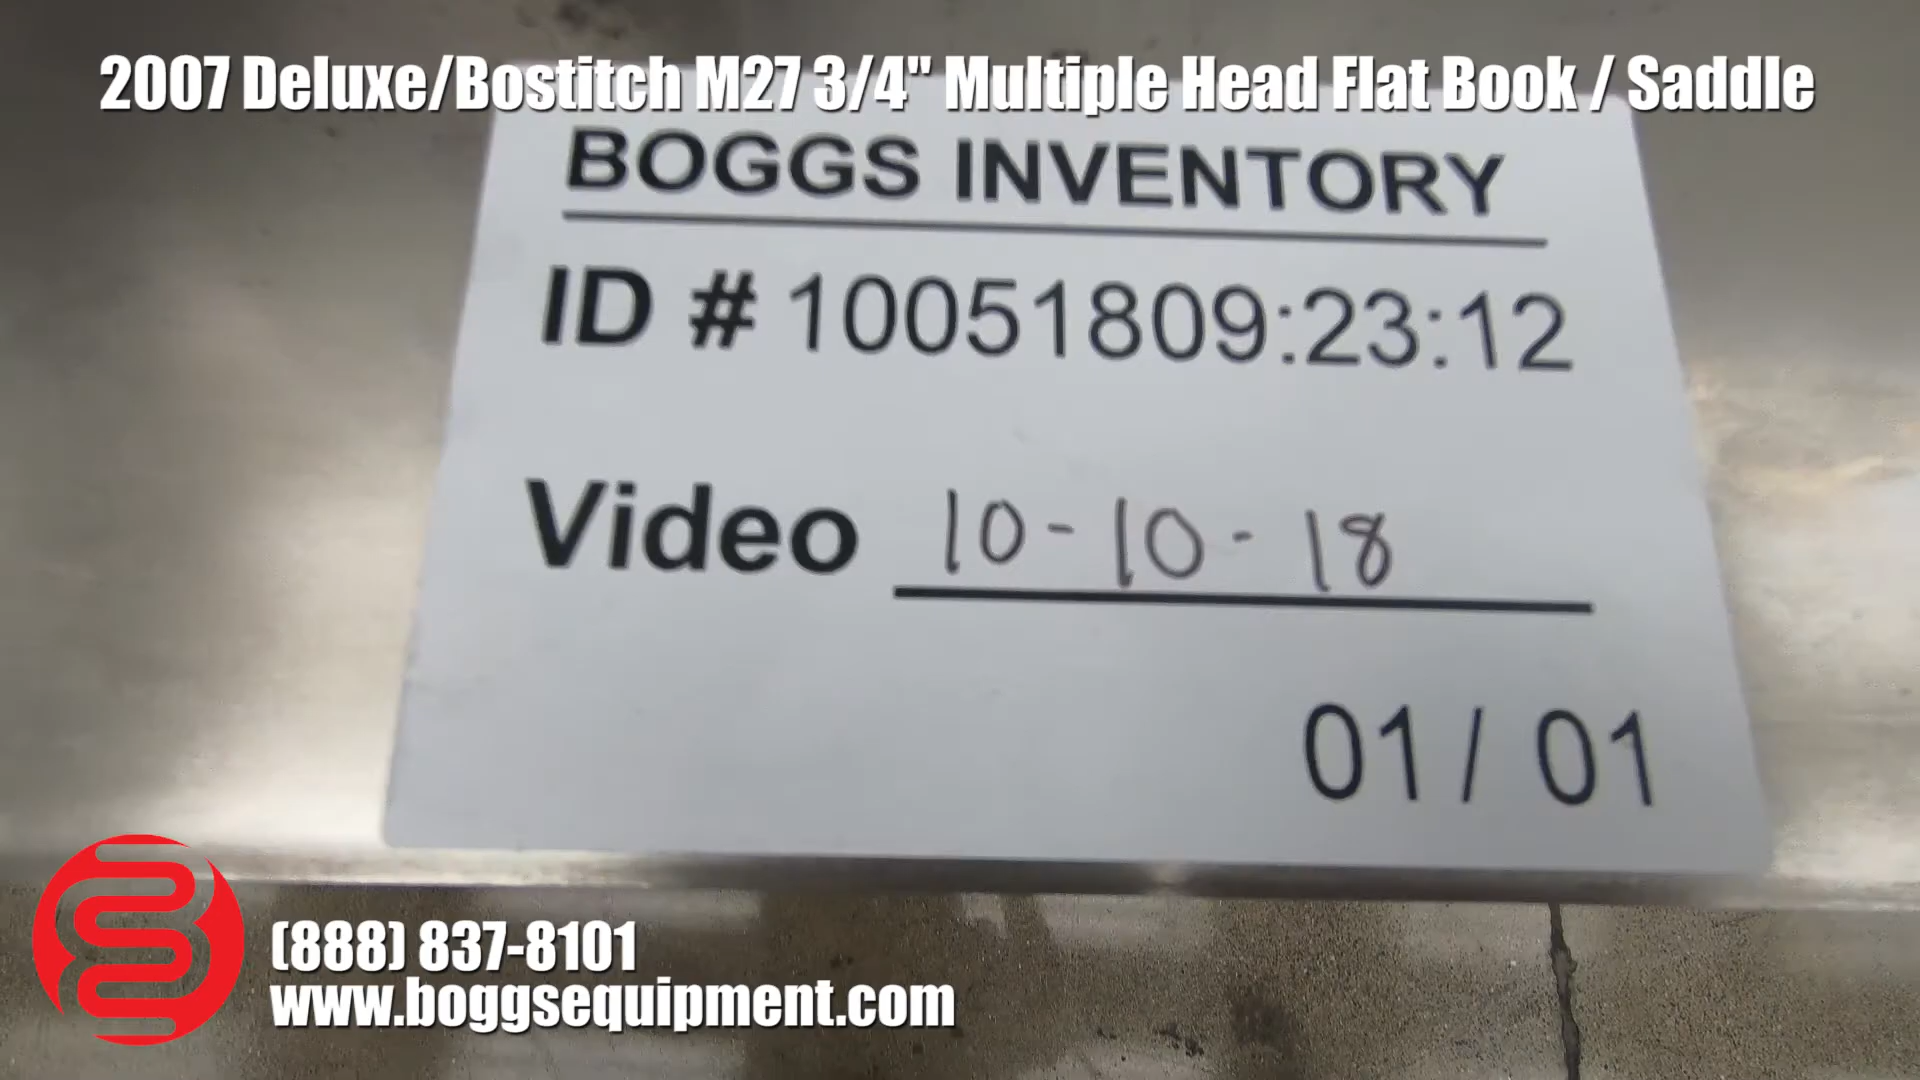 2007 Deluxe/Bostitch M27 3/4" Multiple Head Flat Book / Saddle
BOGGS INVENTORY
ID # 10051809:23:12
Video 10-10-18
01 / 01
(888) 837-8101
www.boggsequipment.com